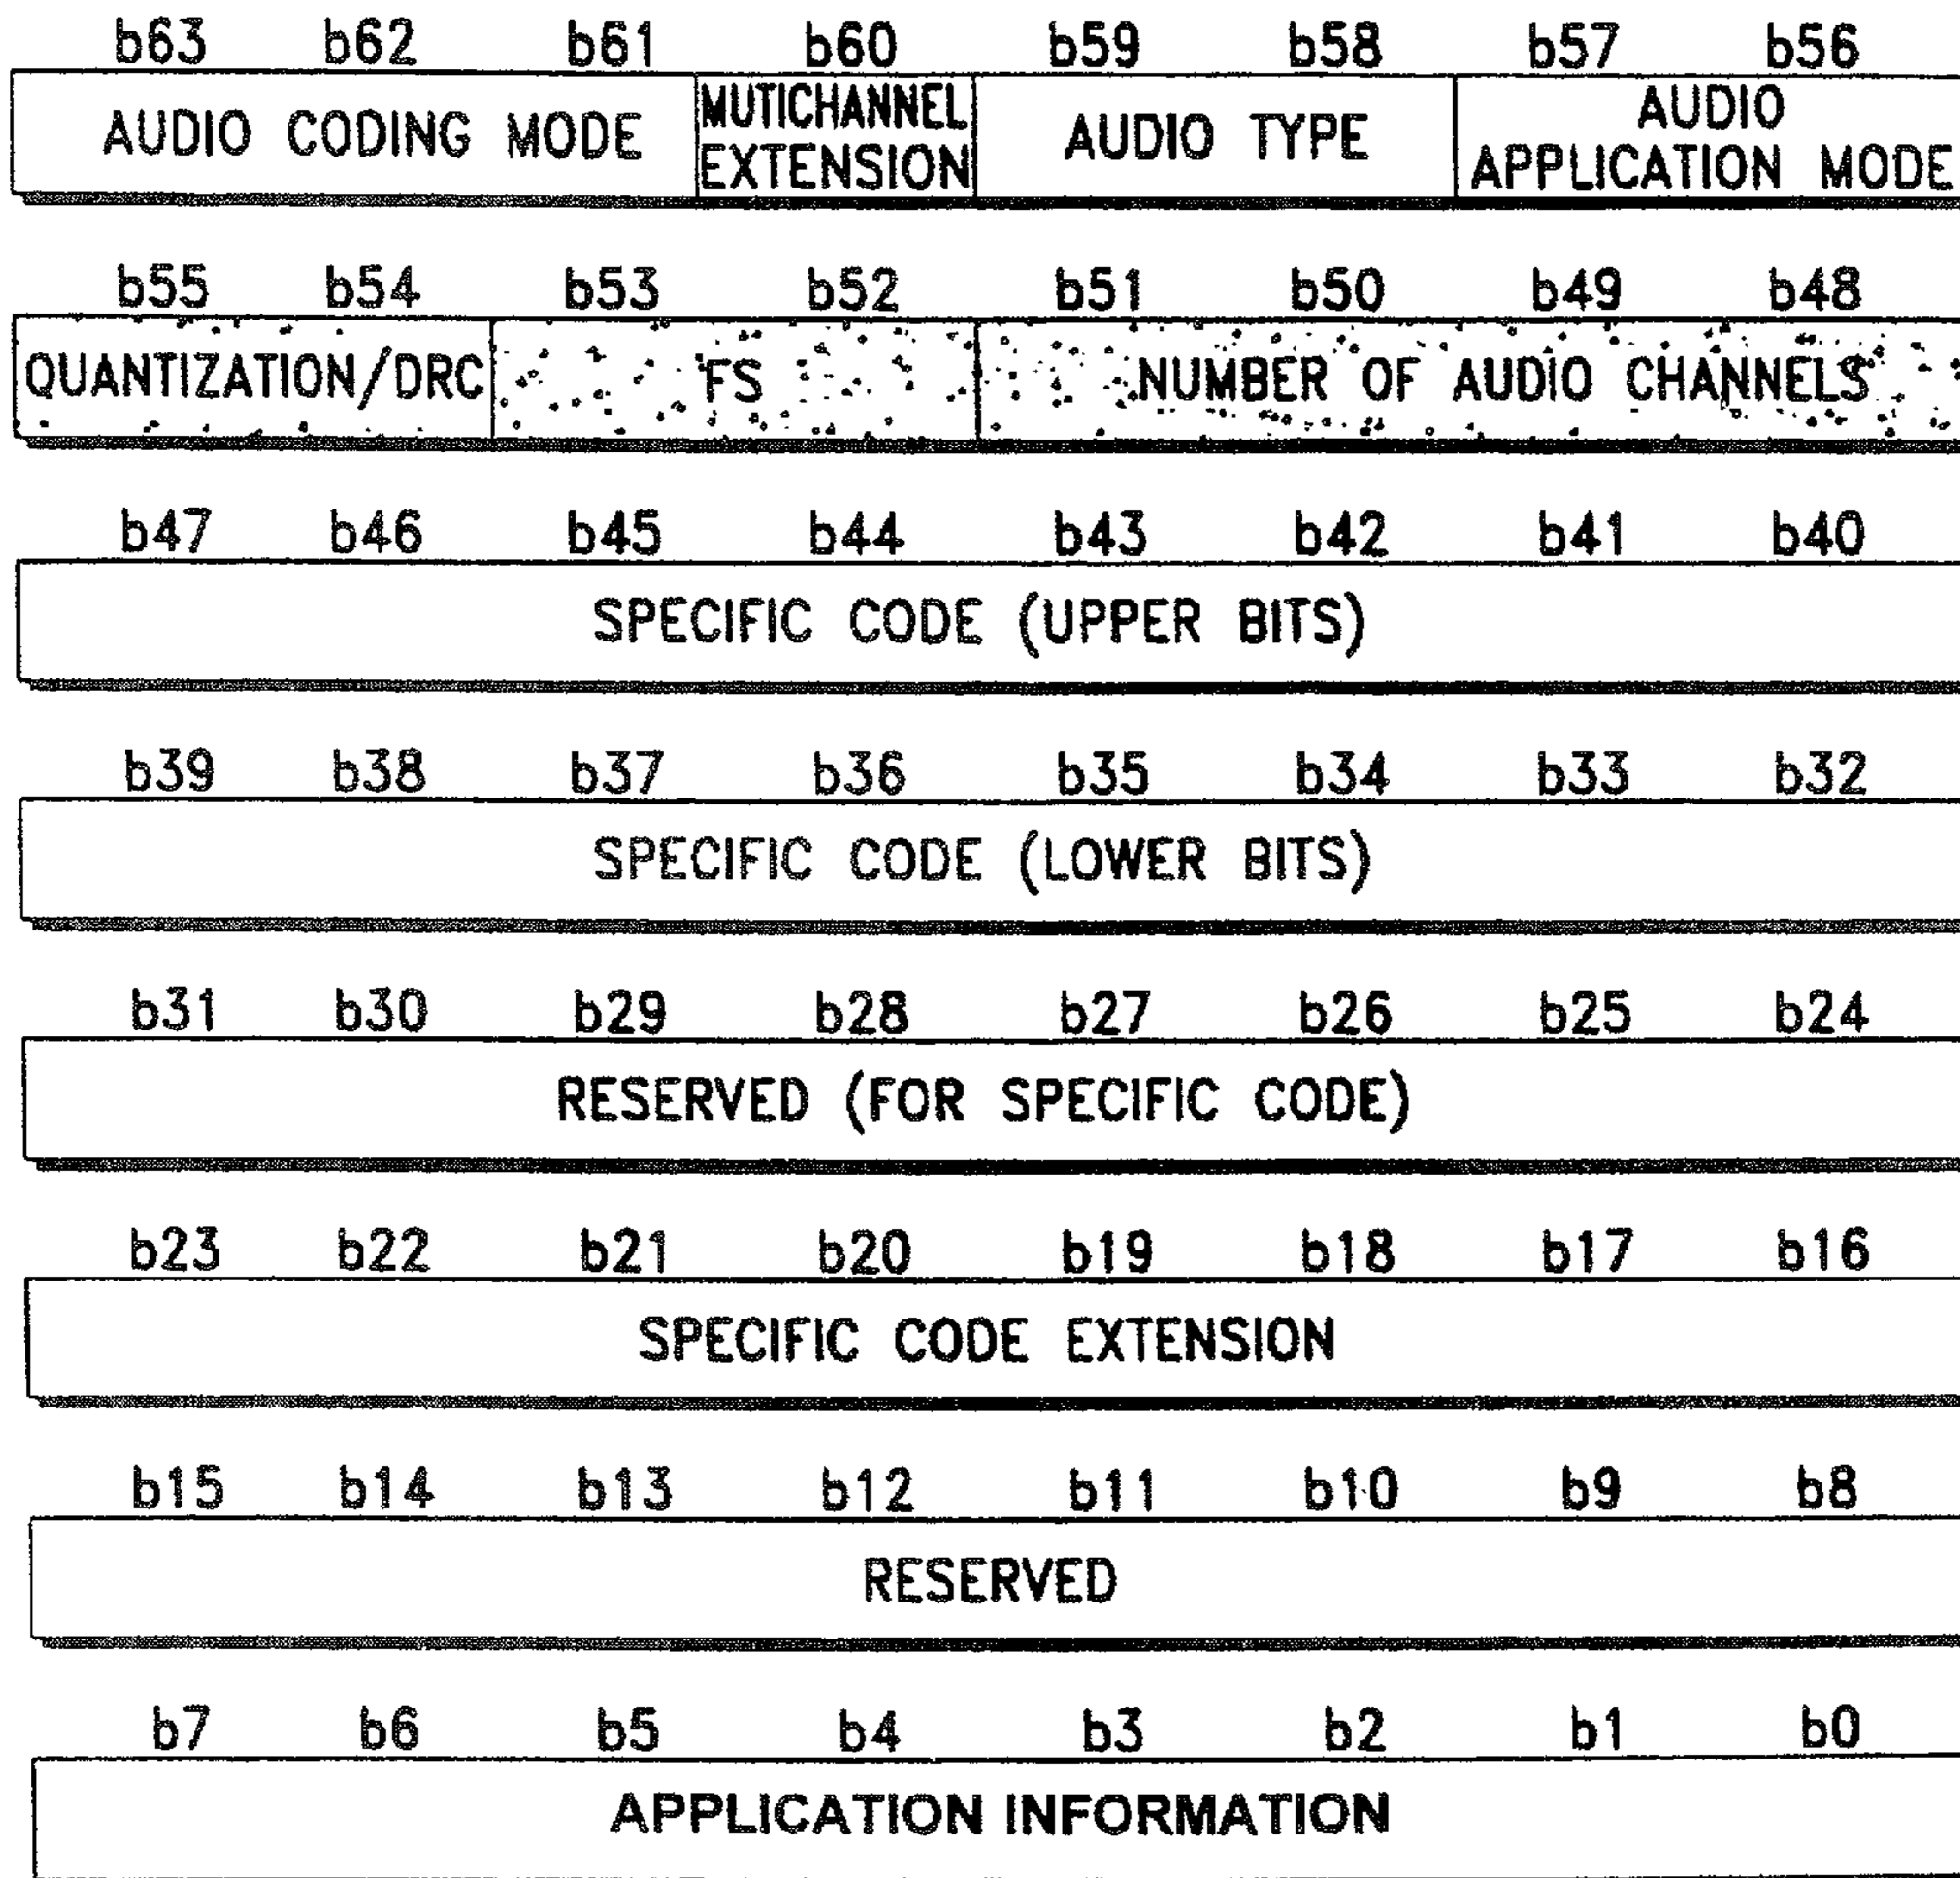 b63 b62 b61 b60 b59 b58 b57 b56
AUDIO CODING MODE
MUTICHANNEL
EXTENSION
AUDIO TYPE
AUDIO
APPLICATION MODE
b55 b54 b53 b52 b51 b50 b49 b48
QUANTIZATION/DRC FS NUMBER OF AUDIO CHANNELS
b47 b46 b45 b44 b43 b42 b41 b40
SPECIFIC CODE (UPPER BITS)
b39 b38 b37 b36 b35 b34 b33 b32
SPECIFIC CODE (LOWER BITS)
b31 b30 b29 b28 b27 b26 b25 b24
RESERVED (FOR SPECIFIC CODE)
b23 b22 b21 b20 b19 b18 b17 b16
SPECIFIC CODE EXTENSION
b15 b14 b13 b12 b11 b10 b9 b8
RESERVED
b7 b6 b5 b4 b3 b2 b1 b0
APPLICATION INFORMATION